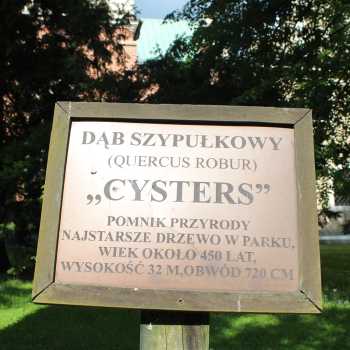 DĄB SZYPUŁKOWY
(QUERCUS ROBUR)
„CYSTERS”
POMNIK PRZYRODY
NAJSTARSZE DRZEWO W PARKU,
WIEK OKOŁO 450 LAT,
WYSOKOŚĆ 32 M,OBWÓD 720 CM